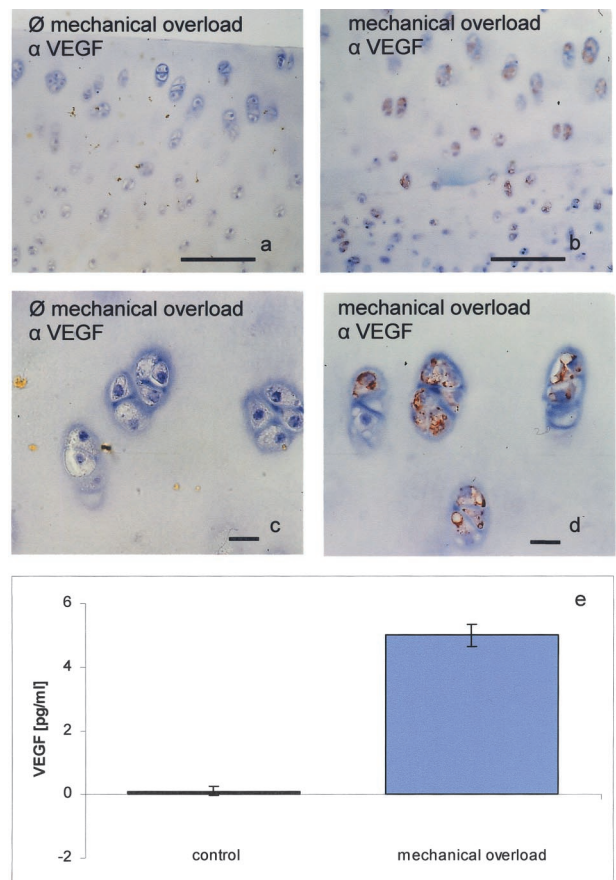 Ø mechanical overload
α VEGF
a
mechanical overload
α VEGF
b
Ø mechanical overload
α VEGF
c
mechanical overload
α VEGF
d
e
6
4
2
0
-2
VEGF [pg/ml]
control
mechanical overload